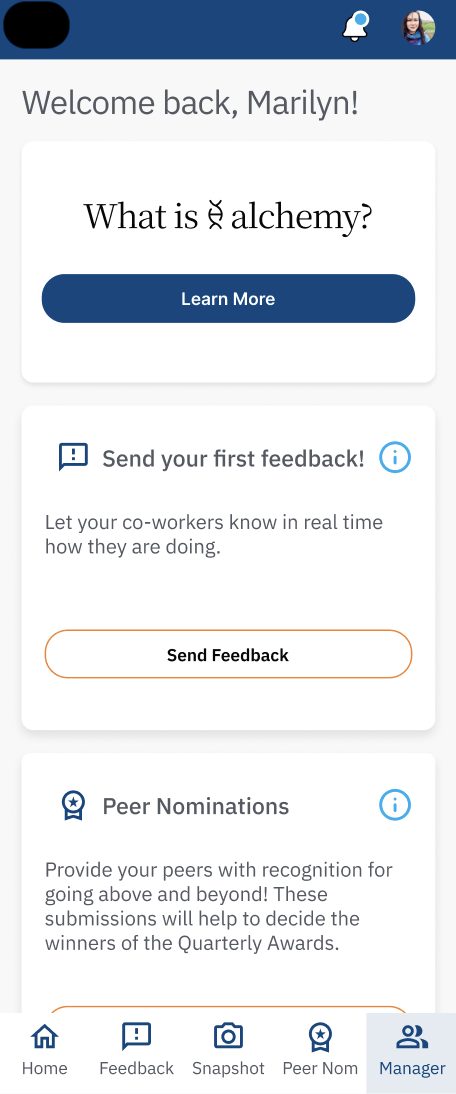 Welcome back, Marilyn!
What is alchemy?
Learn More
Send your first feedback!
Let your co-workers know in real time
how they are doing.
Send Feedback
Peer Nominations
Provide your peers with recognition for
going above and beyond! These
submissions will help to decide the
winners of the Quarterly Awards.
Home
Feedback
Snapshot
Peer Nom
Manager